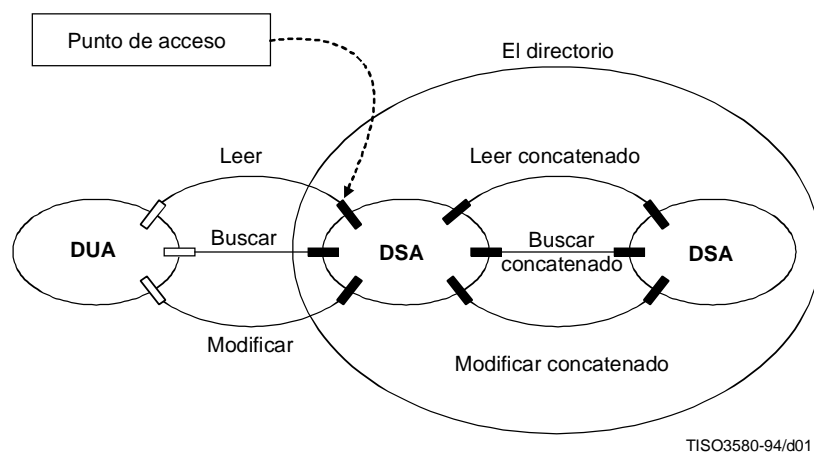 Punto de acceso
El directorio
Leer
Leer concatenado
DUA
Buscar
DSA
Buscar
concatenado
DSA
Modificar
Modificar concatenado
TISO3580-94/d01